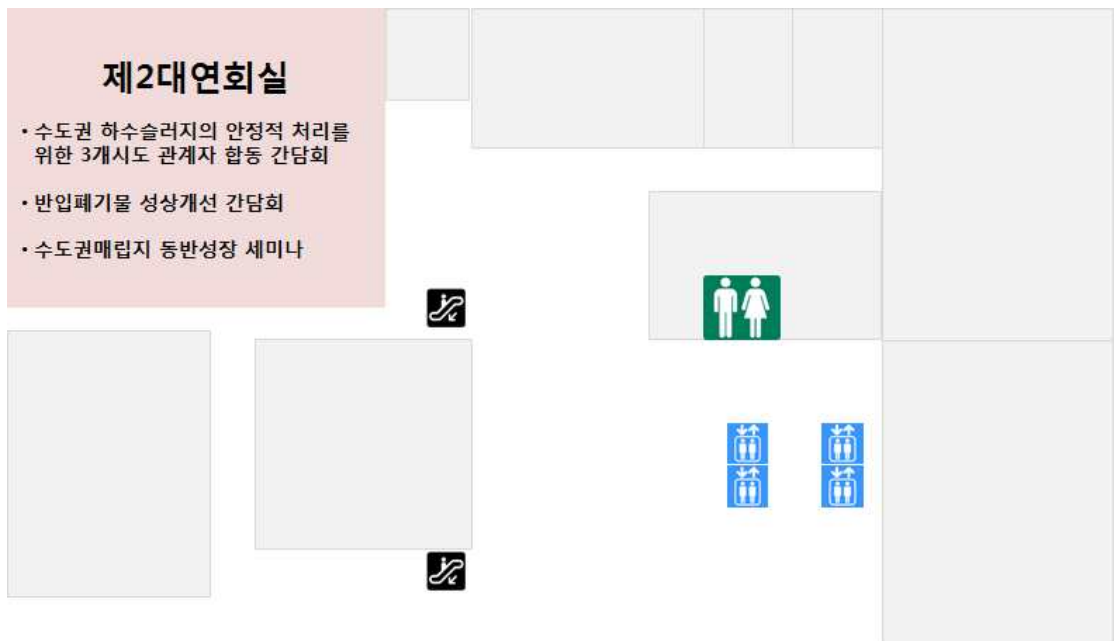 제2대연회실
• 수도권 하수슬러지의 안정적 처리를
위한 3개시도 관계자 합동 간담회
• 반입폐기물 성상개선 간담회
• 수도권매립지 동반성장 세미나